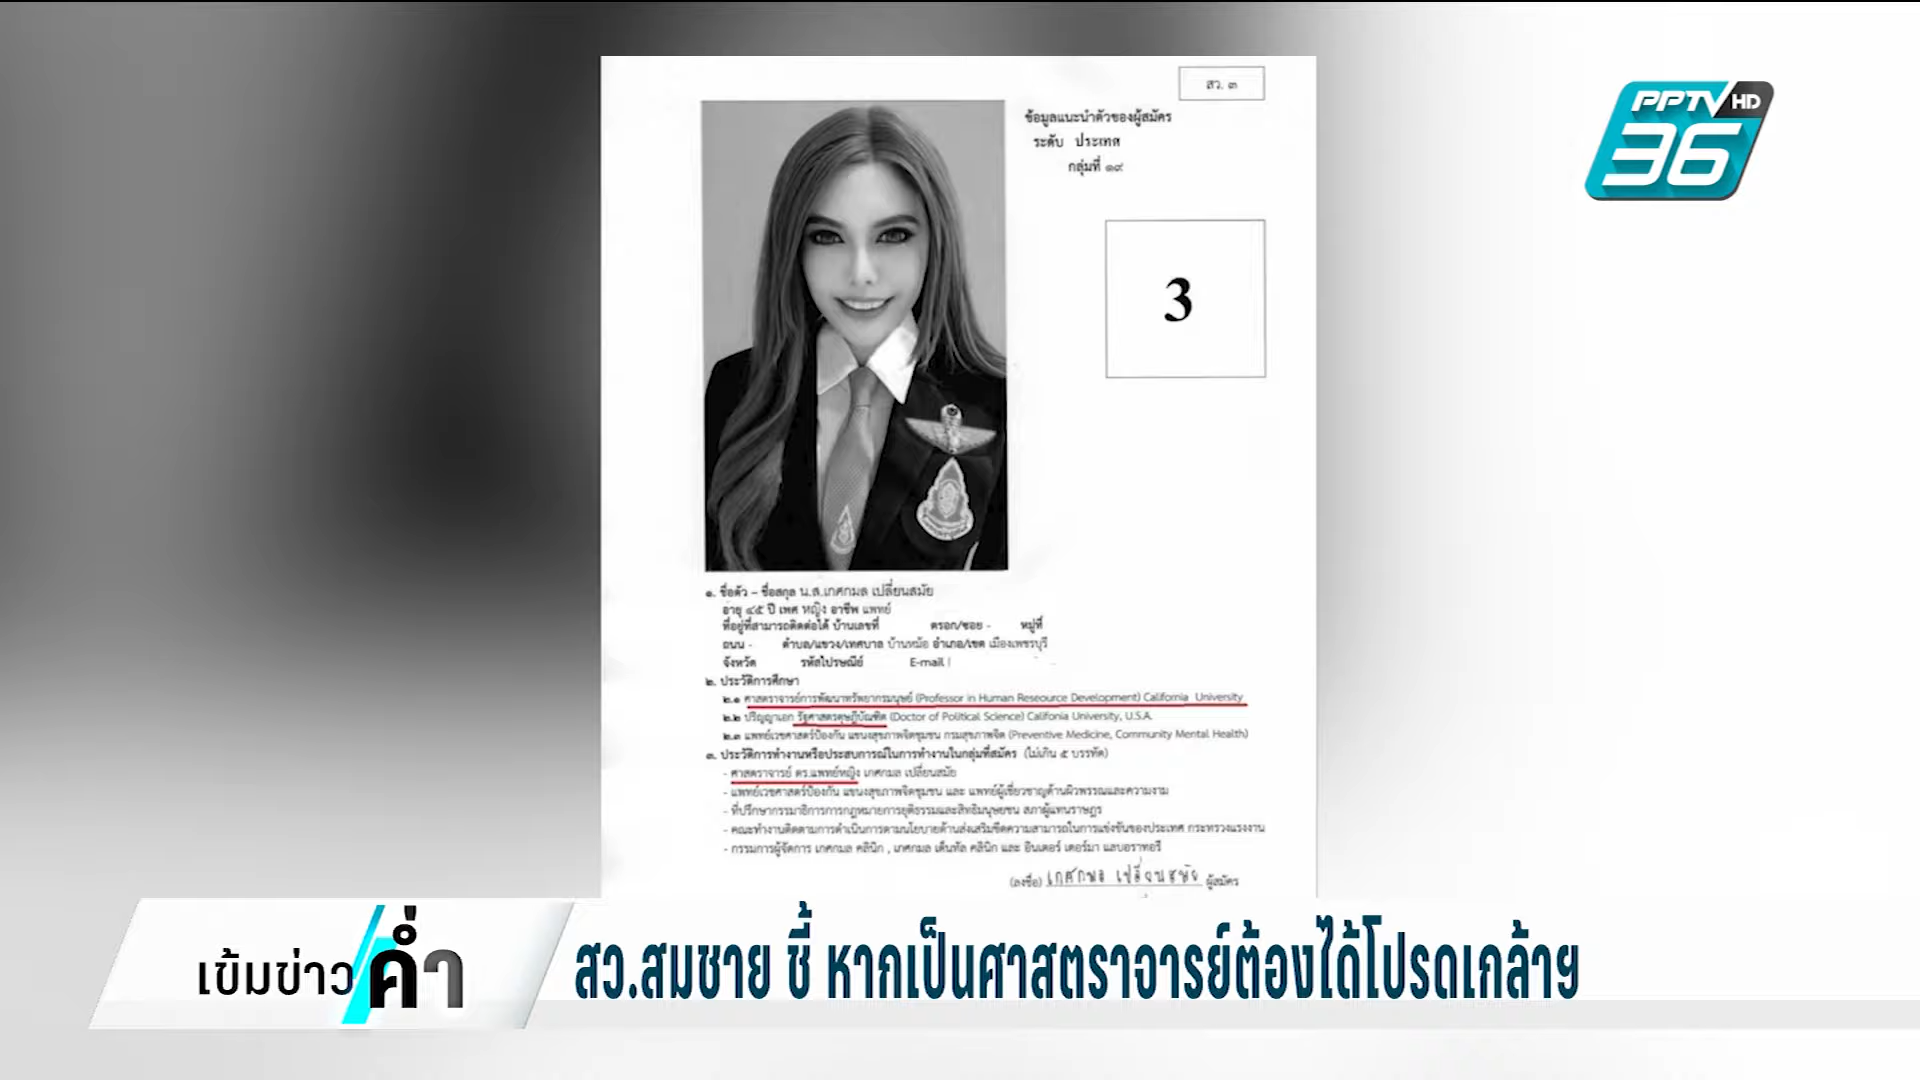 สว. ๓
ข้อมูลแนะนำตัวของผู้สมัคร
ระดับ ประเทศ
กลุ่มที่ ๑๙
PPTV HD
36
3
๑. ชื่อตัว – ชื่อสกุล น.ส.เกศกมล เปลี่ยนสมัย
อายุ ๔๕ ปี เพศ หญิง อาชีพ แพทย์
ที่อยู่ที่สามารถติดต่อได้ บ้านเลขที่ ตรอก/ซอย - หมู่ที่
ถนน - ตำบล/แขวง/เทศบาล บ้านหม้อ อำเภอ/เขต เมืองเพชรบุรี
จังหวัด รหัสไปรษณีย์ E-mail
๒. ประวัติการศึกษา
๒.๑ ศาสตราจารย์การพัฒนาทรัพยากรมนุษย์ (Professor in Human Reseource Development) California University
๒.๒ ปริญญาเอก รัฐศาสตรดุษฎีบัณฑิต (Doctor of Political Science) Califonia University, U.S.A.
๒.๓ แพทย์เวชศาสตร์ป้องกัน แขนงสุขภาพจิตชุมชน กรมสุขภาพจิต (Preventive Medicine, Community Mental Health)
๓. ประวัติการทำงานหรือประสบการณ์ในการทำงานในกลุ่มที่สมัคร (ไม่เกิน ๕ บรรทัด)
- ศาสตราจารย์ ดร.แพทย์หญิง เกศกมล เปลี่ยนสมัย
- แพทย์เวชศาสตร์ป้องกัน แขนงสุขภาพจิตชุมชน และ แพทย์ผู้เชี่ยวชาญด้านผิวพรรณและความงาม
- ที่ปรึกษากรรมาธิการการกฎหมายการยุติธรรมและสิทธิมนุษยชน สภาผู้แทนราษฎร
- คณะทำงานติดตามการดำเนินการตามนโยบายด้านส่งเสริมขีดความสามารถในการแข่งขันของประเทศ กระทรวงแรงงาน
- กรรมการผู้จัดการ เกศกมล คลินิก , เกศกมล เด็นทัล คลินิก และ อินเตอร์ เดอร์มา แลบอราทอรี
(ลงชื่อ) เกศกมล เปลี่ยนสมัย ผู้สมัคร
เข้มข่าวค่ำ
สว.สมชาย ชี้ หากเป็นศาสตราจารย์ต้องได้โปรดเกล้าฯ